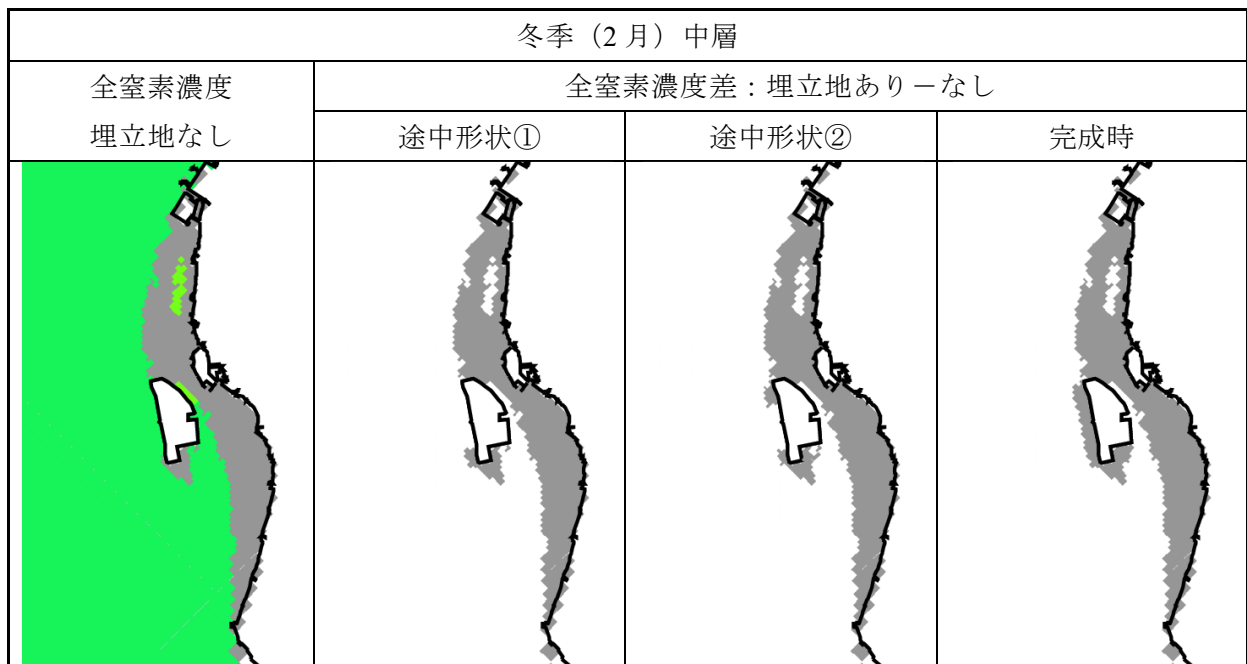 冬季（2月）中層
全窒素濃度
埋立地なし
全窒素濃度差：埋立地あり－なし
途中形状①
途中形状②
完成時